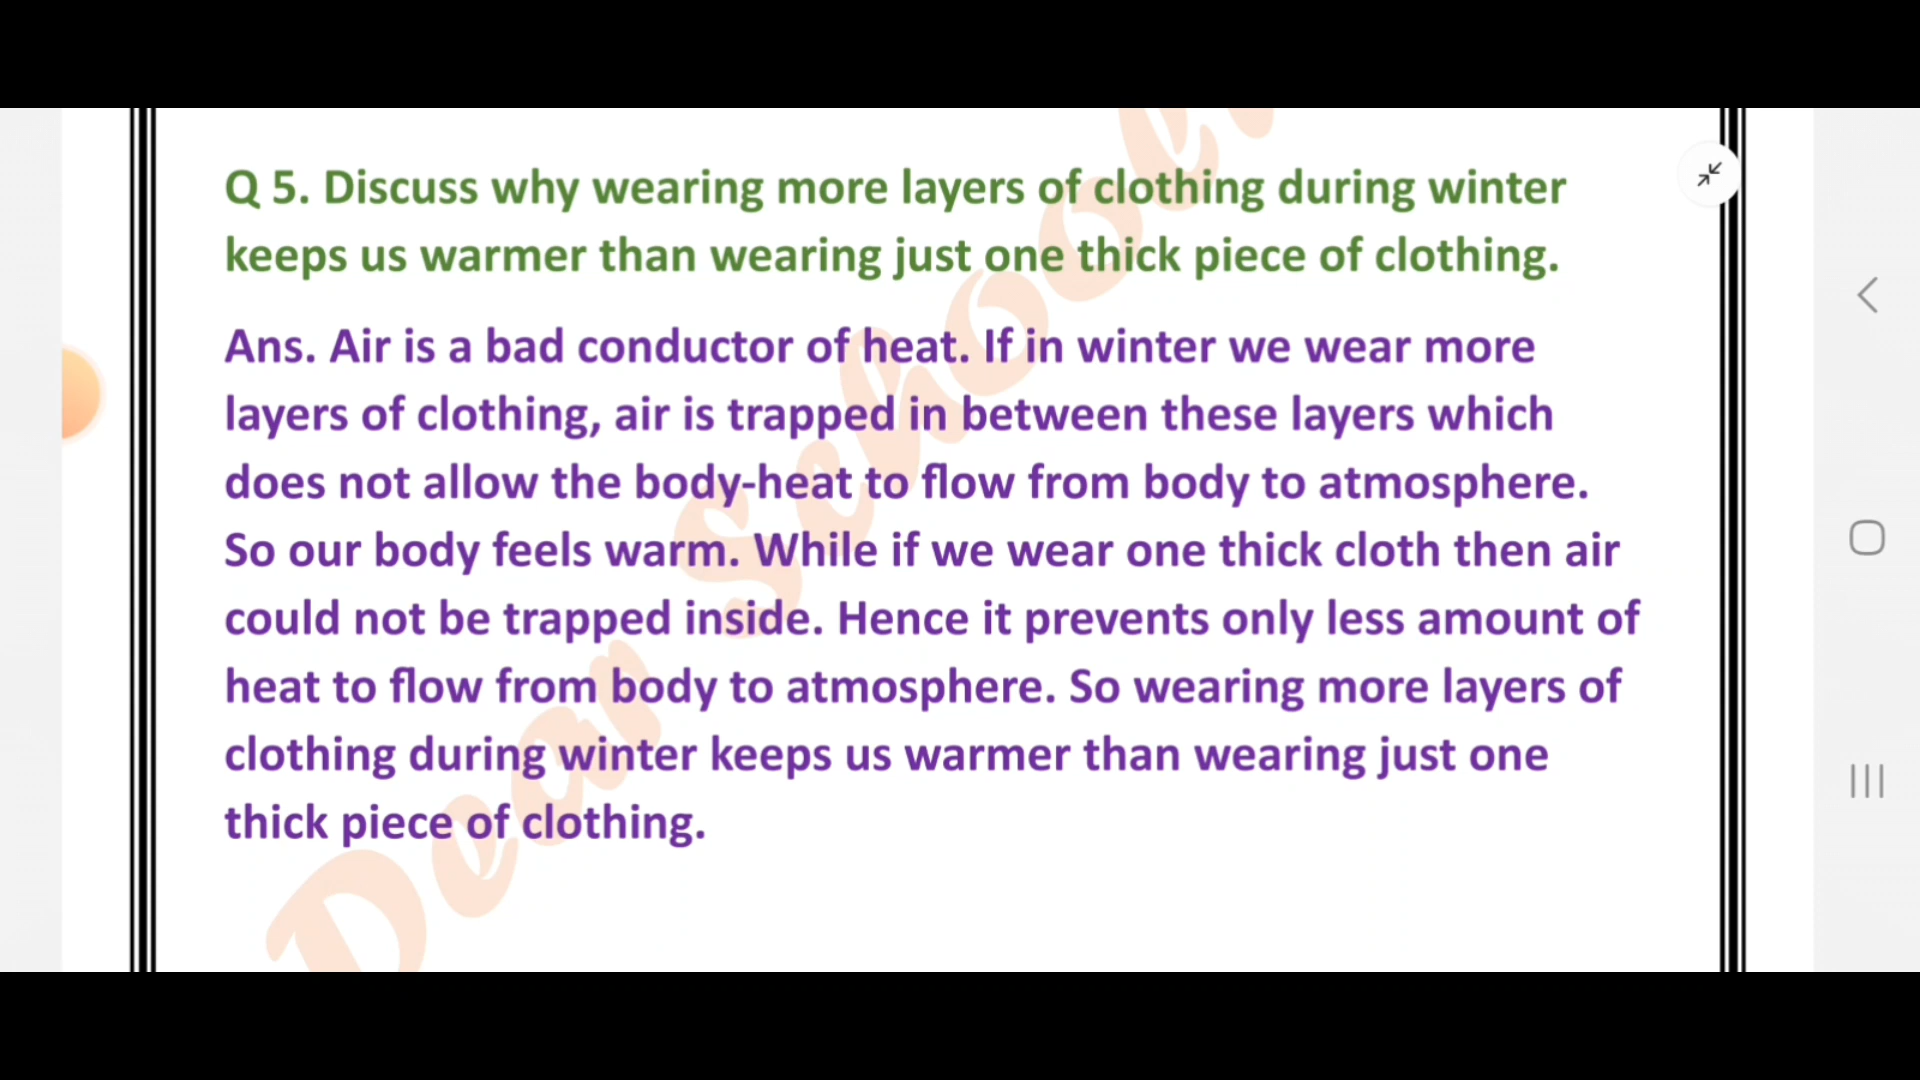 Q 5. Discuss why wearing more layers of clothing during winter
keeps us warmer than wearing just one thick piece of clothing.
Ans. Air is a bad conductor of heat. If in winter we wear more
layers of clothing, air is trapped in between these layers which
does not allow the body-heat to flow from body to atmosphere.
So our body feels warm. While if we wear one thick cloth then air
could not be trapped inside. Hence it prevents only less amount of
heat to flow from body to atmosphere. So wearing more layers of
clothing during winter keeps us warmer than wearing just one
thick piece of clothing.
Dear School